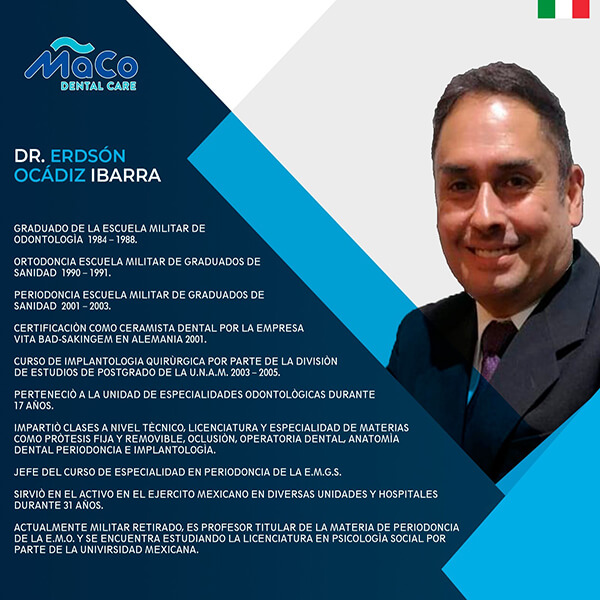 MaCo
DENTAL CARE
DR. ERDSÓN
OCÁDIZ IBARRA
GRADUADO DE LA ESCUELA MILITAR DE
ODONTOLOGÌA 1984 – 1988.
ORTODONCIA ESCUELA MILITAR DE GRADUADOS DE
SANIDAD 1990 – 1991.
PERIODONCIA ESCUELA MILITAR DE GRADUADOS DE
SANIDAD 2001 – 2003.
CERTIFICACIÒN COMO CERAMISTA DENTAL POR LA EMPRESA
VITA BAD-SAKINGEM EN ALEMANIA 2001.
CURSO DE IMPLANTOLOGIA QUIRÙRGICA POR PARTE DE LA DIVISIÒN
DE ESTUDIOS DE POSTGRADO DE LA U.N.A.M. 2003 – 2005.
PERTENECIÒ A LA UNIDAD DE ESPECIALIDADES ODONTOLÒGICAS DURANTE
17 AÑOS.
IMPARTIÒ CLASES A NIVEL TÈCNICO, LICENCIATURA Y ESPECIALIDAD DE MATERIAS
COMO PRÒTESIS FIJA Y REMOVIBLE, OCLUSIÒN, OPERATORIA DENTAL, ANATOMÌA
DENTAL PERIODONCIA E IMPLANTOLOGÌA.
JEFE DEL CURSO DE ESPECIALIDAD EN PERIODONCIA DE LA E.M.G.S.
SIRVIÒ EN EL ACTIVO EN EL EJERCITO MEXICANO EN DIVERSAS UNIDADES Y HOSPITALES
DURANTE 31 AÑOS.
ACTUALMENTE MILITAR RETIRADO, ES PROFESOR TITULAR DE LA MATERIA DE PERIODONCIA
DE LA E.M.O. Y SE ENCUENTRA ESTUDIANDO LA LICENCIATURA EN PSICOLOGÌA SOCIAL POR
PARTE DE LA UNIVIRSIDAD MEXICANA.